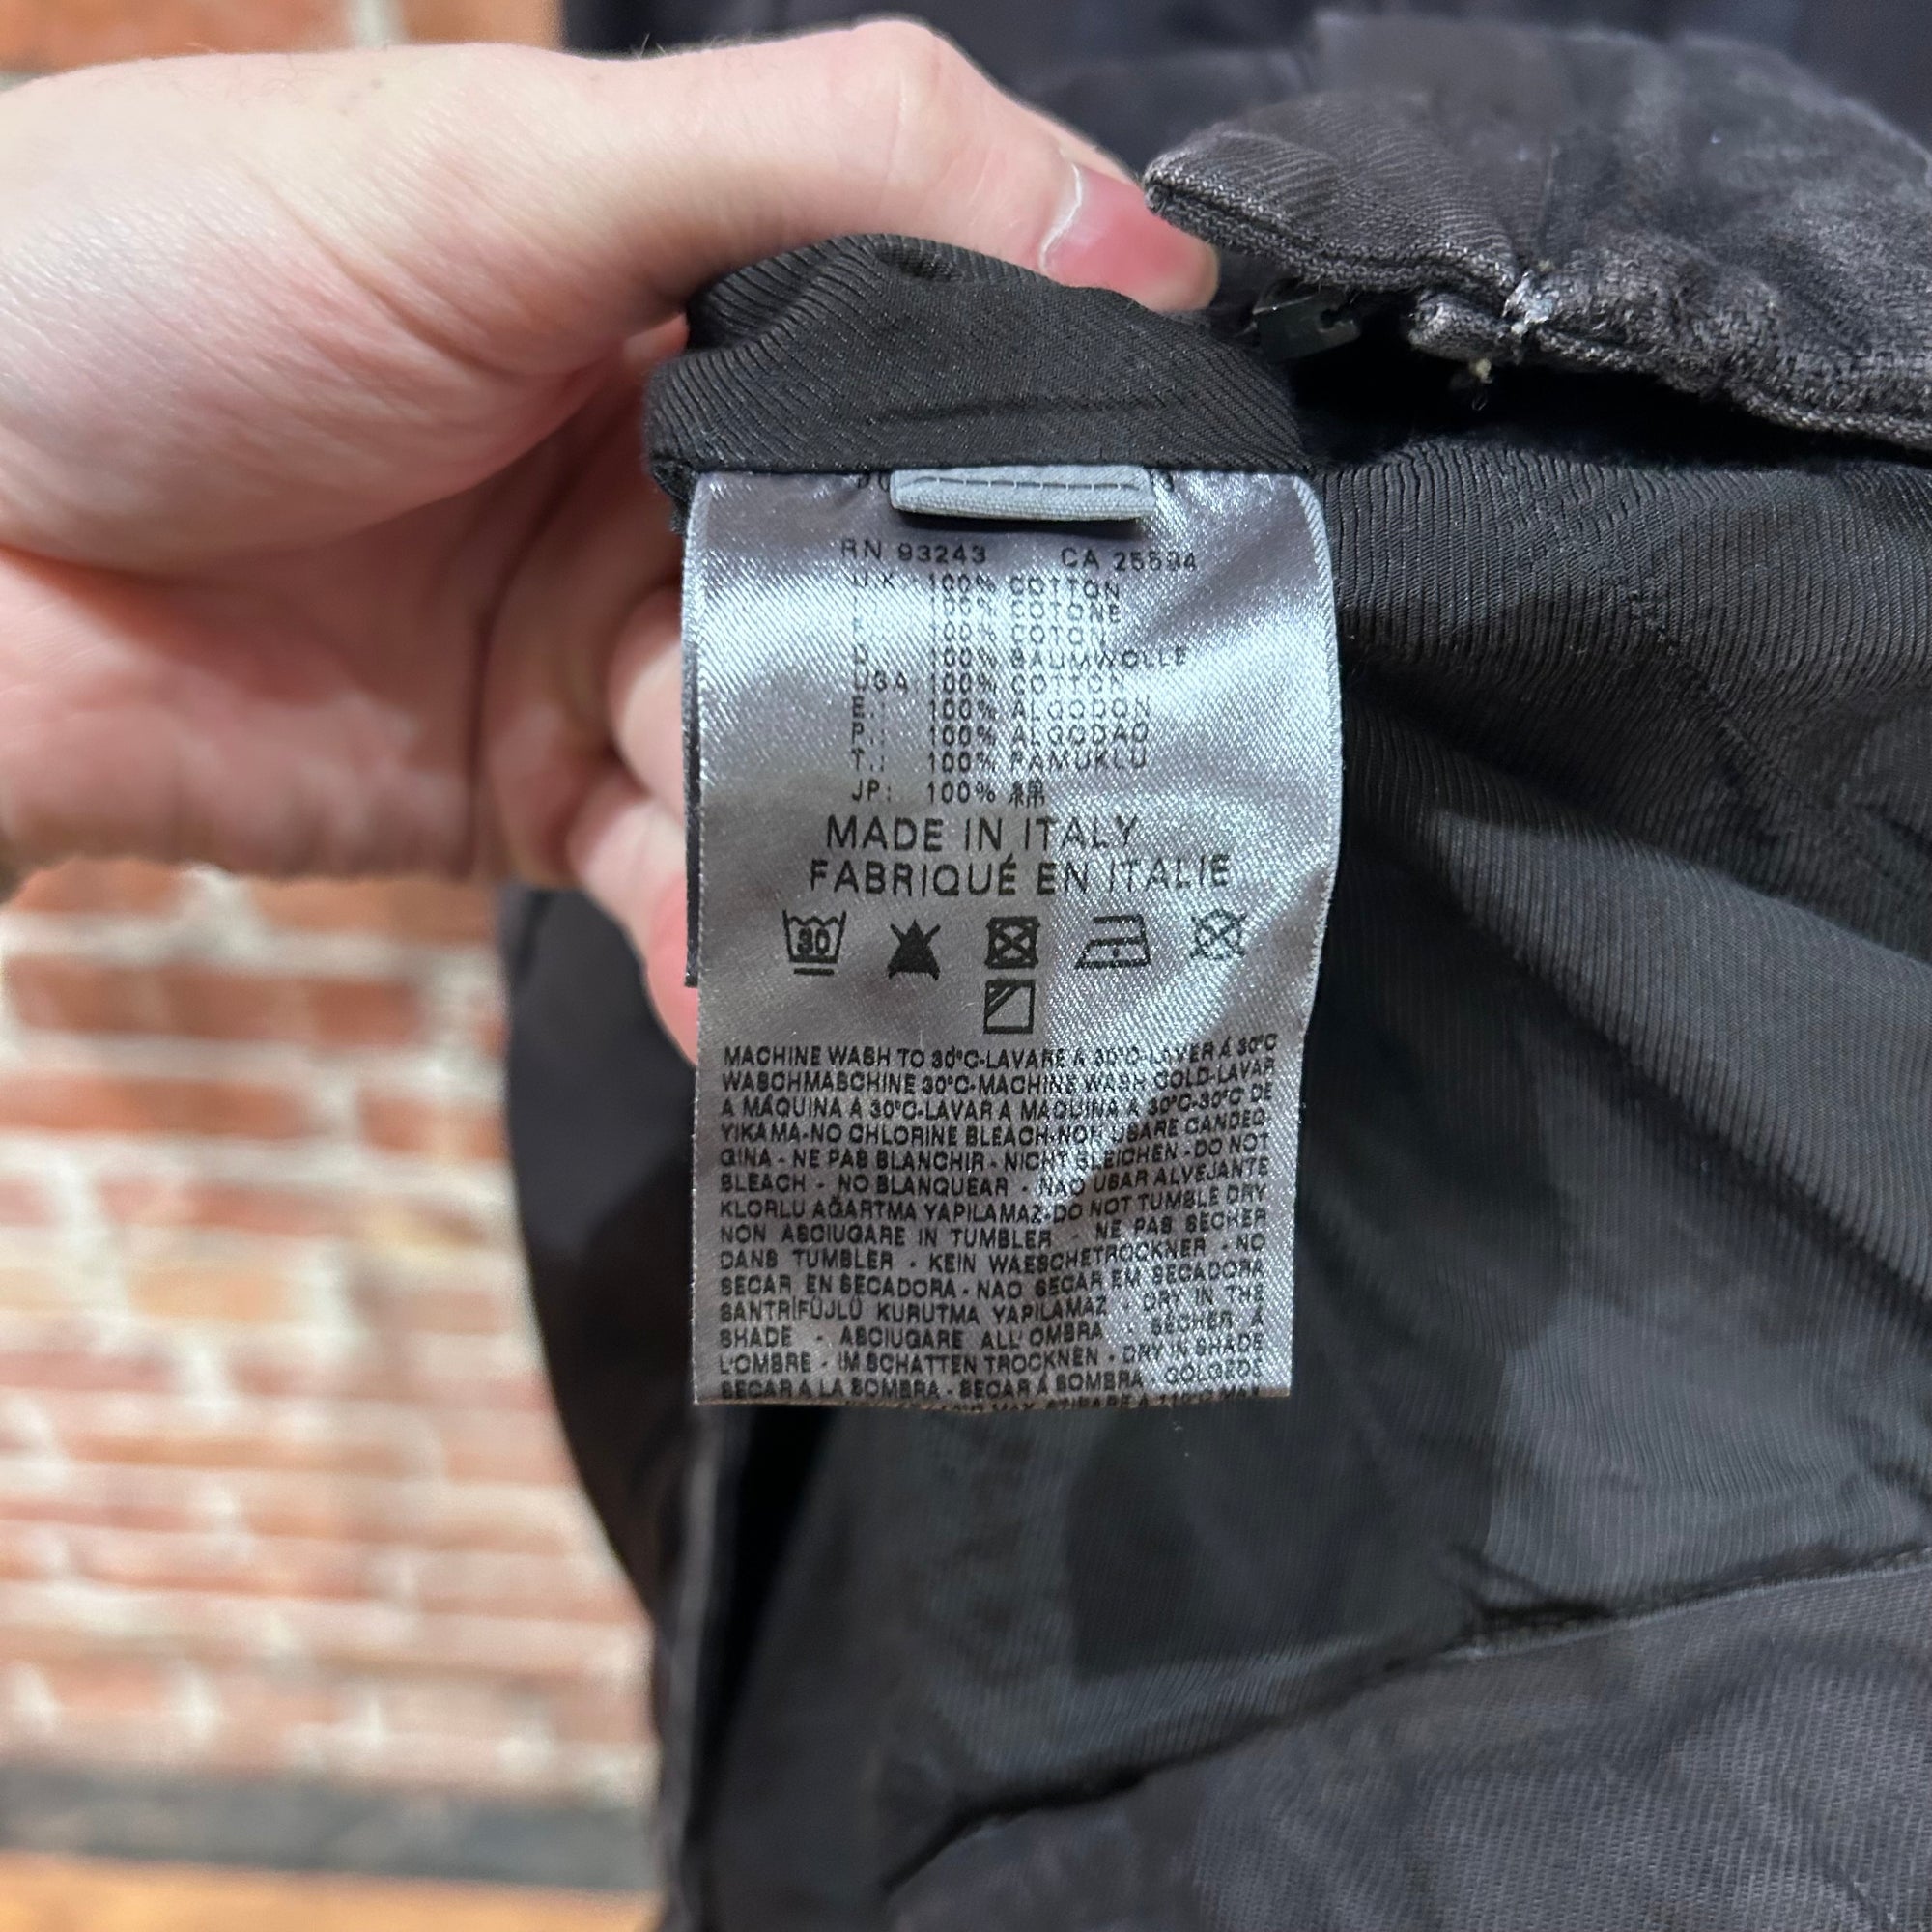 RN 93243 CA 25594
U.K 100% COTTON
100% COTONE
100% COTON
D. 100% BAUMWOLLE
USA 100% COTTON
E.: 100% ALGODON
P.: 100% ALGODAO
T.: 100% PAMUKLU
JP: 100% 綿
MADE IN ITALY
FABRIQUÉ EN ITALIE
30
MACHINE WASH TO 30°C-LAVARE A 30°C-LAVER Á 30°C
WASCHMASCHINE 30°C-MACHINE WASH COLD-LAVAR
A MÁQUINA A 30°C-LAVAR A MAQUINA A 30°C-30°C DE
YIKAMA-NO CHLORINE BLEACH-NON USARE CANDEG
GINA - NE PAS BLANCHIR - NICHT BLEICHEN - DO NOT
BLEACH - NO BLANQUEAR - NAO USAR ALVEJANTE
KLORLU AĞARTMA YAPILAMAZ-DO NOT TUMBLE DRY
NON ASCIUGARE IN TUMBLER - NE PAS SECHER
DANS TUMBLER - KEIN WAESCHETROCKNER - NO
SECAR EN SECADORA - NAO SECAR EM SECADORA
SANTRİFÜJLÜ KURUTMA YAPILAMAZ - DRY IN THE
SHADE - ASCIUGARE ALL'OMBRA - SECHER Á
L'OMBRE - IM SCHATTEN TROCKNEN - DRY IN SHADE
SECAR A LA SOMBRA - SECAR Á SOMBRA - GOLGEDE
MAX STIRARE A 110°C MAX